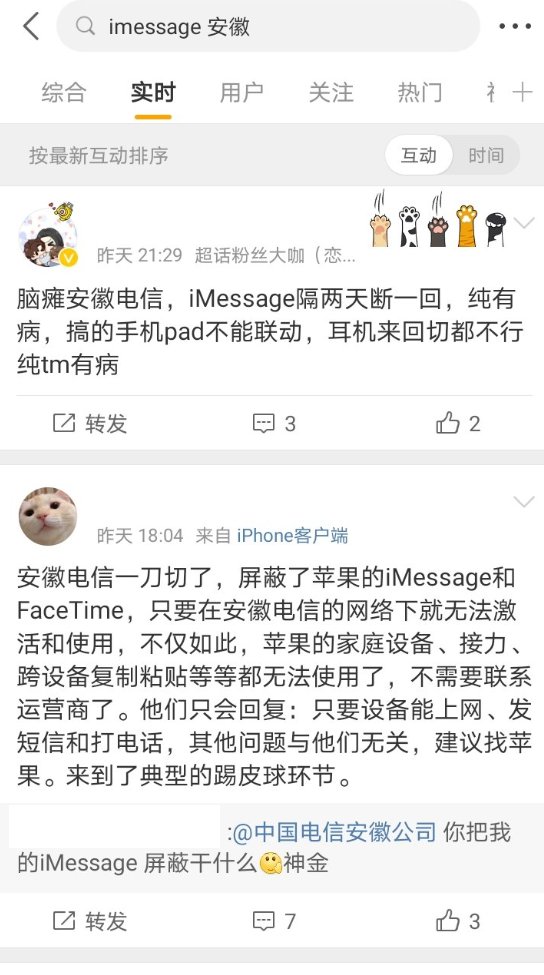 imessage 安徽
综合 实时 用户 关注 热门
按最新互动排序 互动 时间
昨天 21:29 超话粉丝大咖（恋...
脑瘫安徽电信，iMessage隔两天断一回，纯有
病，搞的手机pad不能联动，耳机来回切都不行
纯tm有病
转发 3 2
昨天 18:04 来自 iPhone客户端
安徽电信一刀切了，屏蔽了苹果的iMessage和
FaceTime，只要在安徽电信的网络下就无法激
活和使用，不仅如此，苹果的家庭设备、接力、
跨设备复制粘贴等等都无法使用了，不需要联系
运营商了。他们只会回复：只要设备能上网、发
短信和打电话，其他问题与他们无关，建议找苹
果。来到了典型的踢皮球环节。
:@中国电信安徽公司 你把我
的iMessage 屏蔽干什么🤔神金
转发 7 3